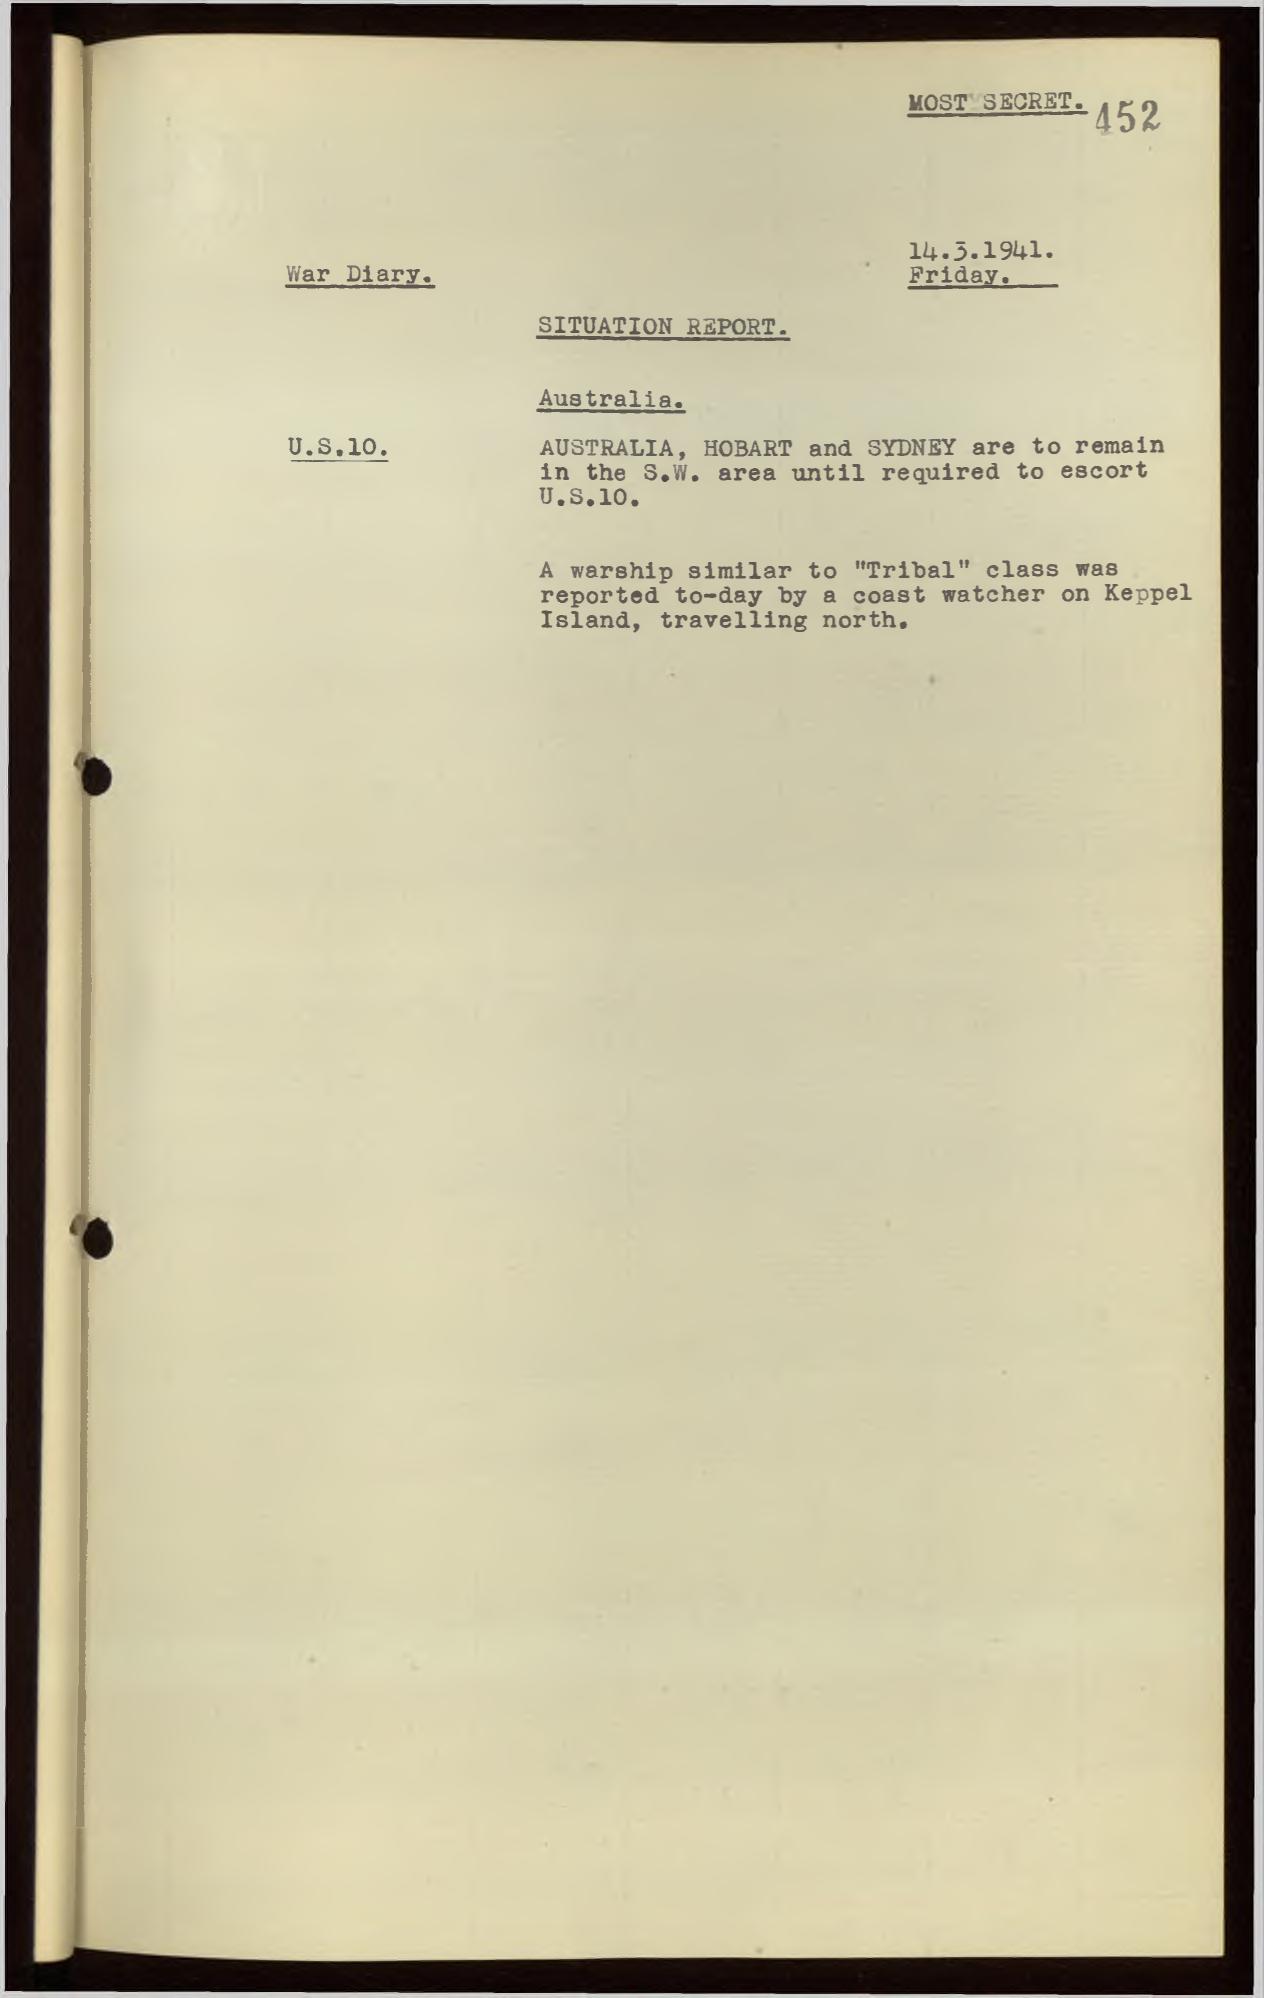 MOST SECRET. 452
14.3.1941.
War Diary. Friday.
SITUATION REPORT.
Australia.
U.S.10. AUSTRALIA, HOBART and SYDNEY are to remain
in the S.W. area until required to escort
U.S.10.
A warship similar to "Tribal" class was
reported to-day by a coast watcher on Keppel
Island, travelling north.